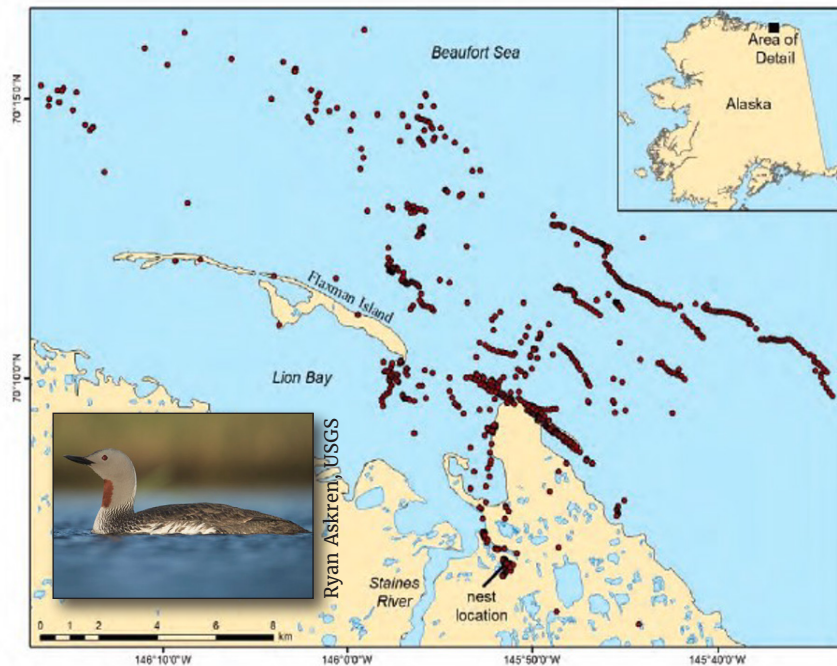 Beaufort Sea
Area of
Detail
Alaska
70°15'0"N
Flaxman Island
Lion Bay
70°10'0"N
Ryan Askren, USGS
Staines
River
nest
location
0 1 2 4 6 8
km
146°10'0"W
146°0'0"W
145°50'0"W
145°40'0"W